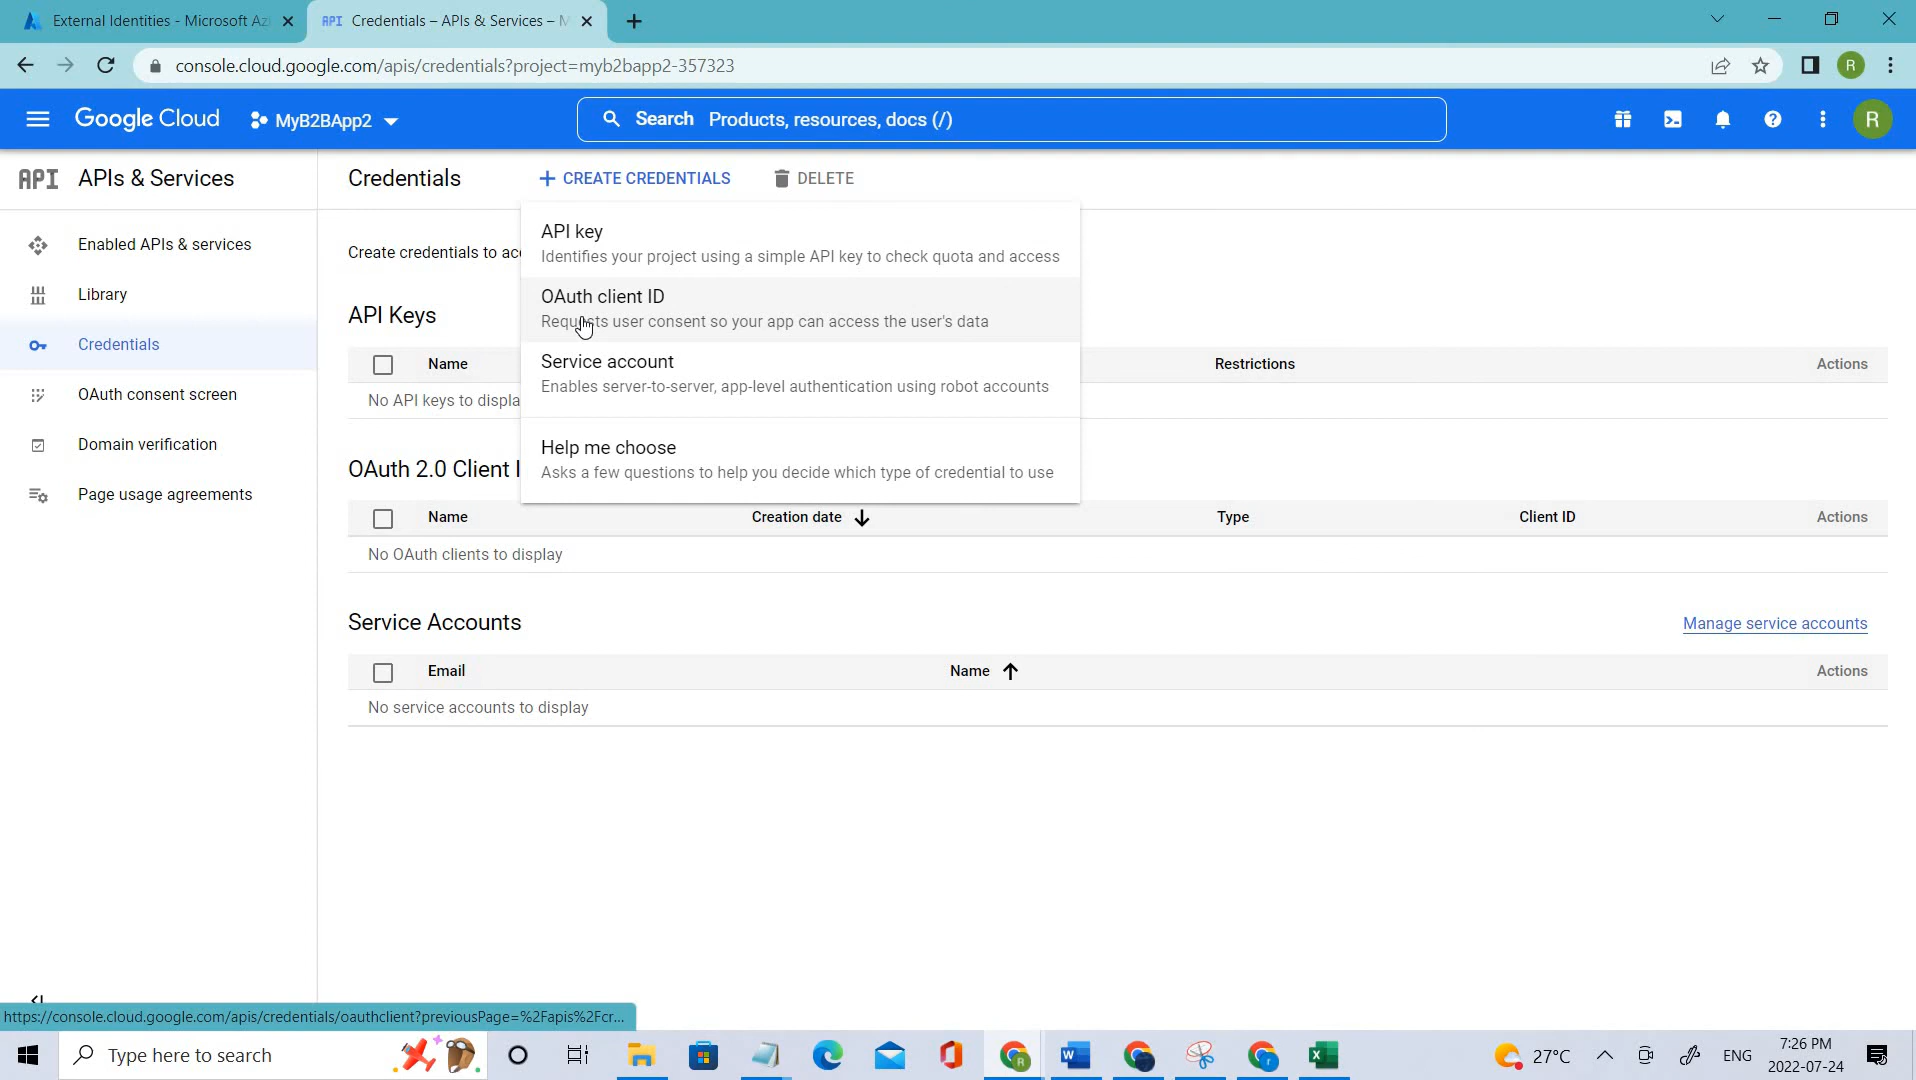 External Identities - Microsoft Az
API Credentials – APIs & Services – M
console.cloud.google.com/apis/credentials?project=myb2bapp2-357323
R
Google Cloud
MyB2BApp2
Search Products, resources, docs (/)
R
API APIs & Services
Credentials
CREATE CREDENTIALS
DELETE
Enabled APIs & services
Library
Credentials
OAuth consent screen
Domain verification
Page usage agreements
Create credentials to acc
API key
Identifies your project using a simple API key to check quota and access
OAuth client ID
Requests user consent so your app can access the user's data
Service account
Enables server-to-server, app-level authentication using robot accounts
Help me choose
Asks a few questions to help you decide which type of credential to use
API Keys
Name Restrictions Actions
No API keys to displa
OAuth 2.0 Client I
Name Creation date Type Client ID Actions
No OAuth clients to display
Service Accounts
Manage service accounts
Email Name Actions
No service accounts to display
https://console.cloud.google.com/apis/credentials/oauthclient?previousPage=%2Fapis%2Fcr...
Type here to search
27°C
ENG
7:26 PM
2022-07-24